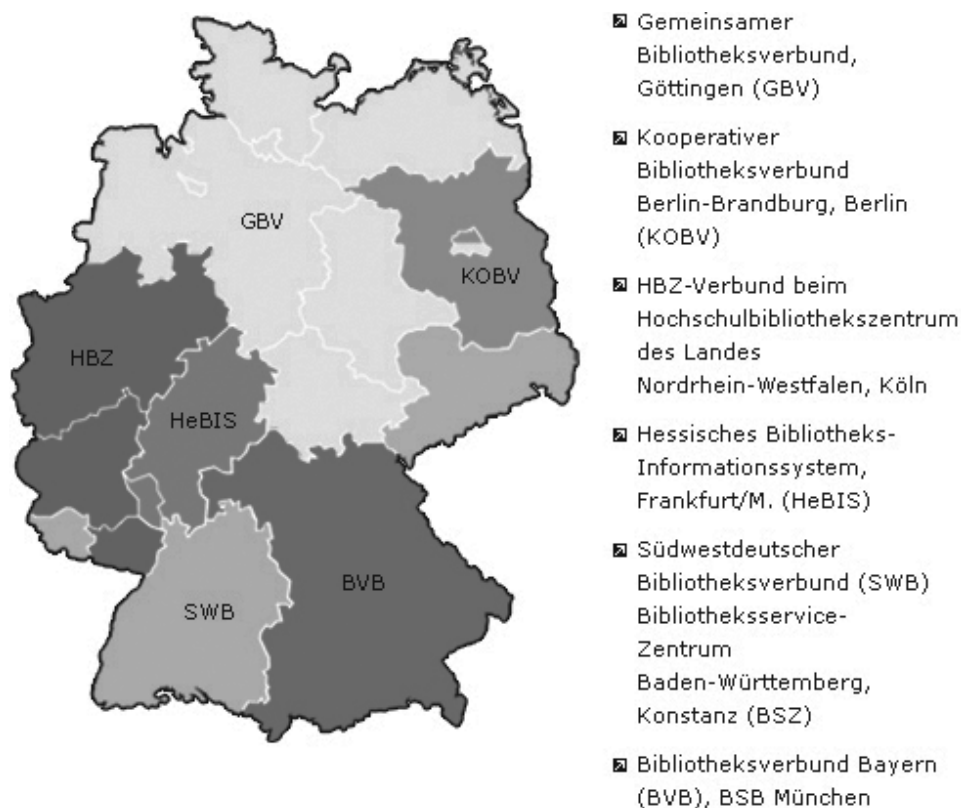 GBV
KOBV
HBZ
HeBIS
BVB
SWB
Gemeinsamer
Bibliotheksverbund,
Göttingen (GBV)
Kooperativer
Bibliotheksverbund
Berlin-Brandburg, Berlin
(KOBV)
HBZ-Verbund beim
Hochschulbibliothekszentrum
des Landes
Nordrhein-Westfalen, Köln
Hessisches Bibliotheks-
Informationssystem,
Frankfurt/M. (HeBIS)
Südwestdeutscher
Bibliotheksverbund (SWB)
Bibliotheksservice-
Zentrum
Baden-Württemberg,
Konstanz (BSZ)
Bibliotheksverbund Bayern
(BVB), BSB München